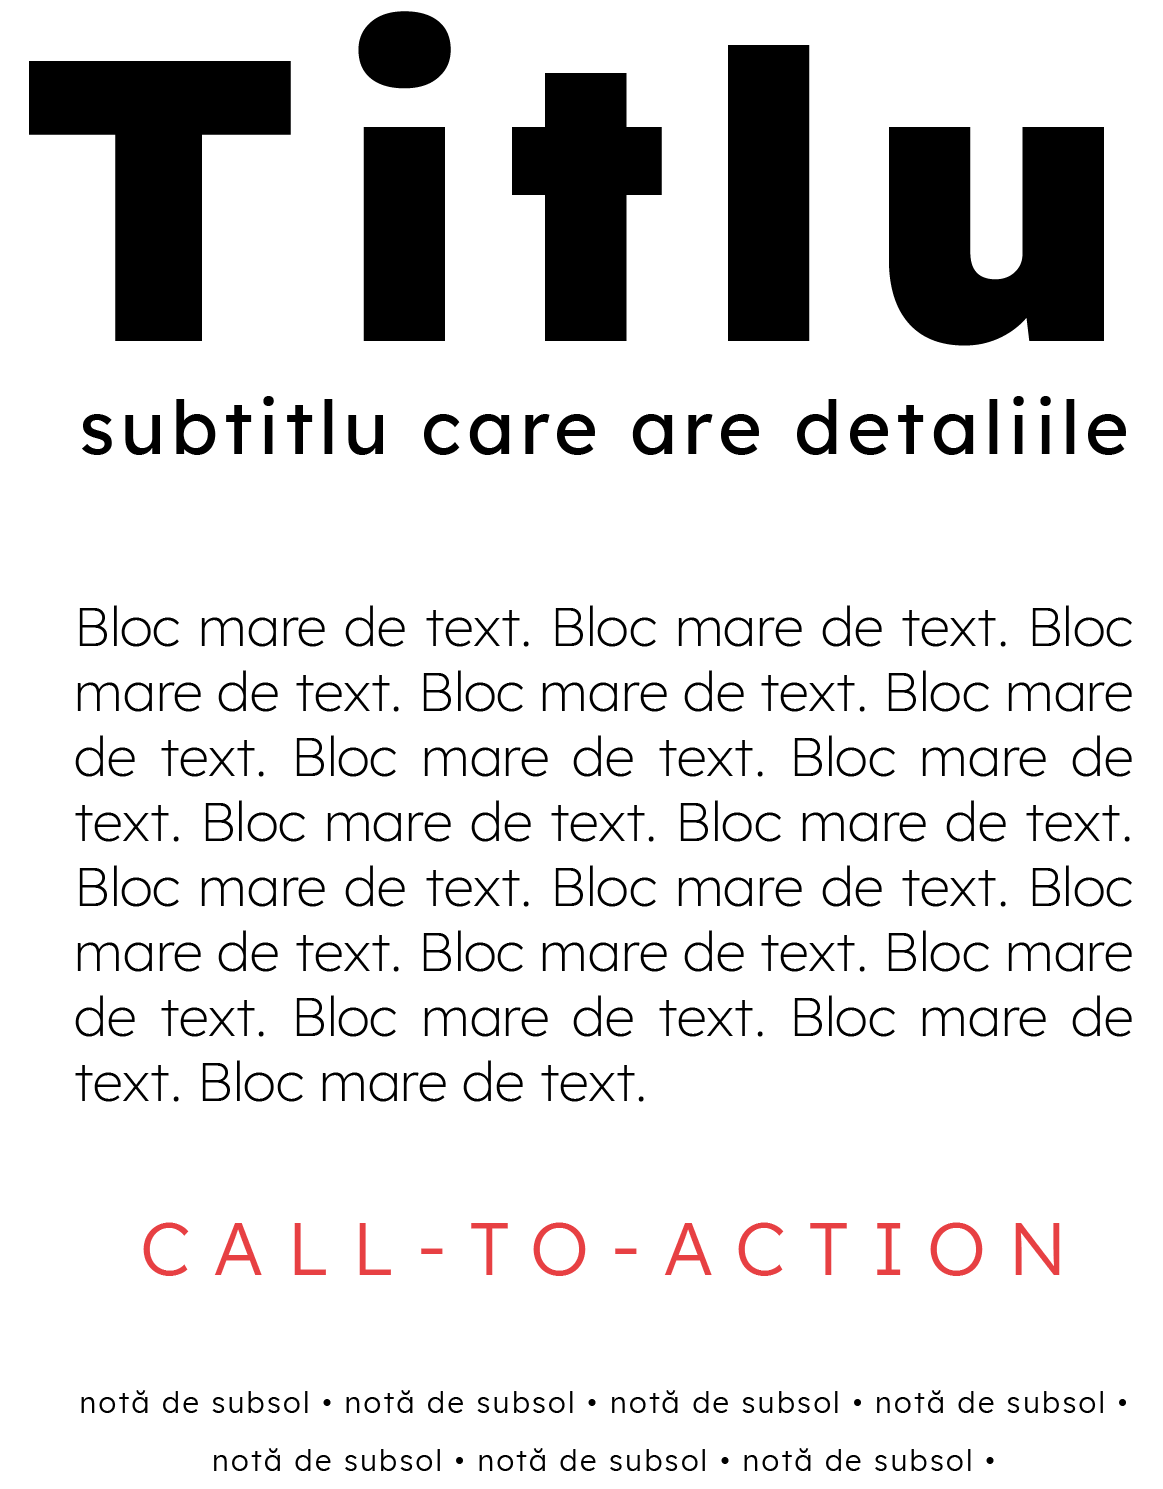 Titlu
subtitlu care are detaliile
Bloc mare de text. Bloc mare de text. Bloc
mare de text. Bloc mare de text. Bloc mare
de text. Bloc mare de text. Bloc mare de
text. Bloc mare de text. Bloc mare de text.
Bloc mare de text. Bloc mare de text. Bloc
mare de text. Bloc mare de text. Bloc mare
de text. Bloc mare de text. Bloc mare de
text. Bloc mare de text.
CALL-TO-ACTION
notă de subsol • notă de subsol • notă de subsol • notă de subsol •
notă de subsol • notă de subsol • notă de subsol •